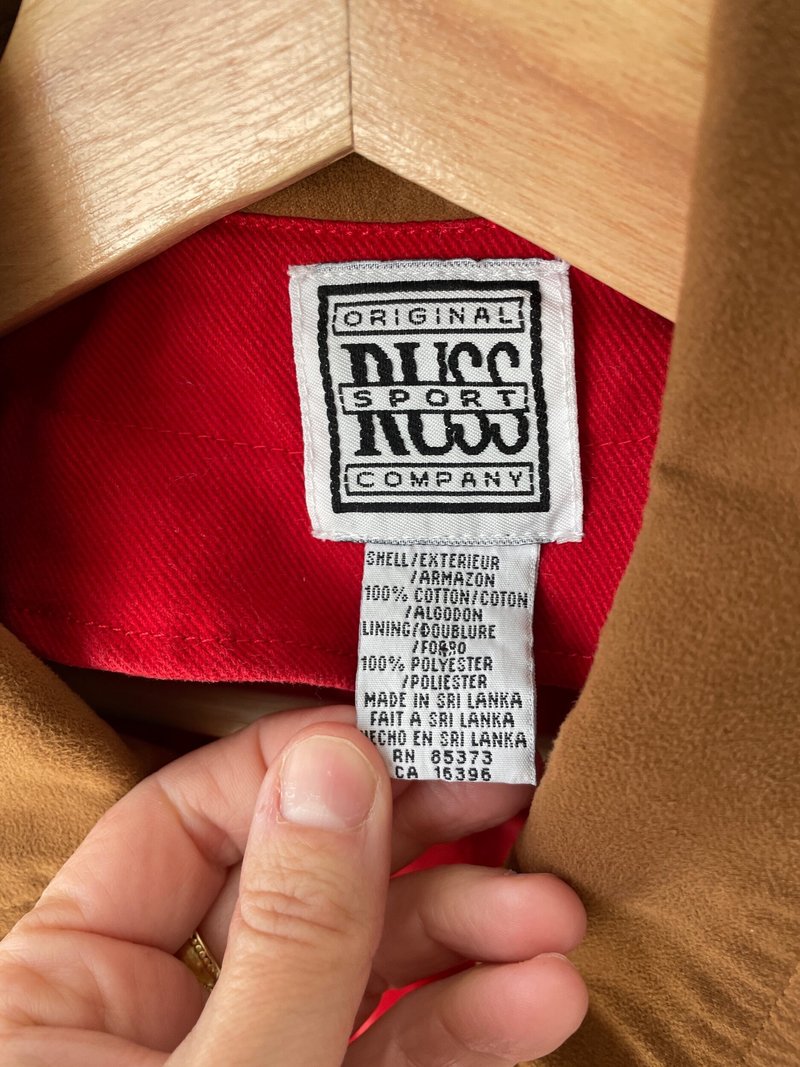 ORIGINAL
RUSS
SPORT
COMPANY
SHELL/EXTERIEUR
/ARMAZON
100% COTTON/COTON
/ALGODON
LINING/DOUBLURE
/FORRO
100% POLYESTER
/POLIESTER
MADE IN SRI LANKA
FAIT A SRI LANKA
HECHO EN SRI LANKA
RN 85373
CA 16396